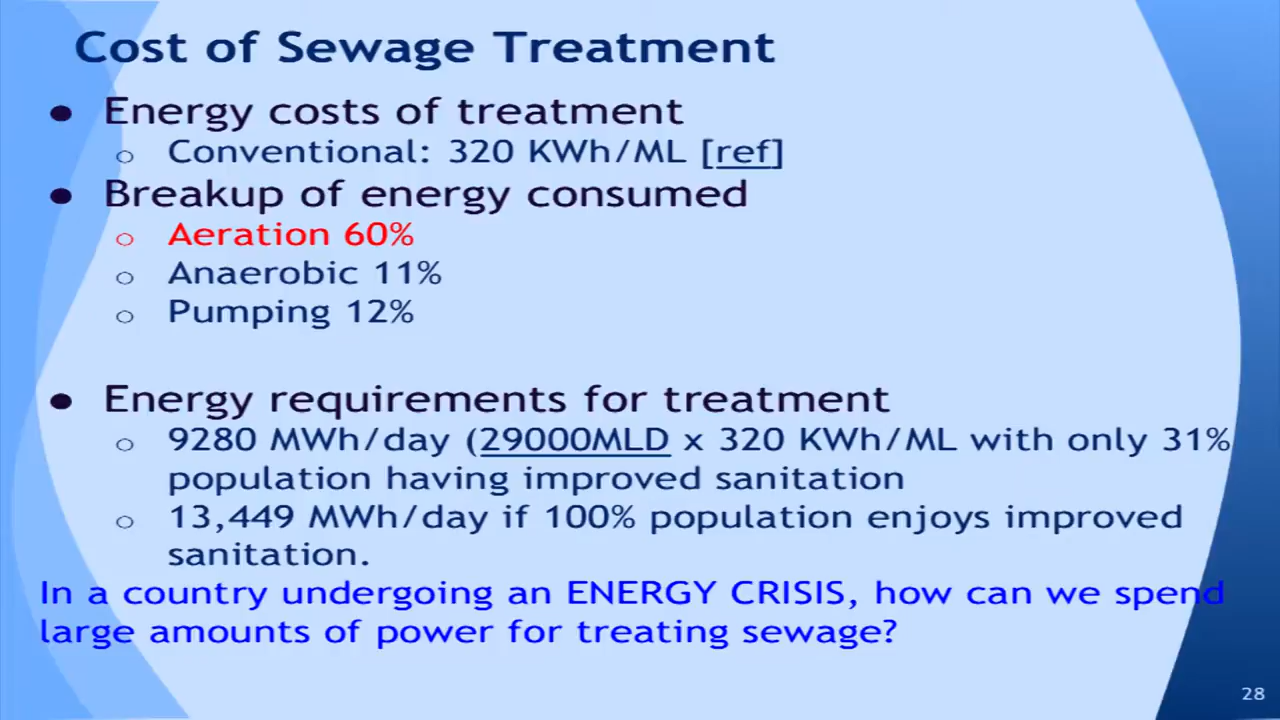 Cost of Sewage Treatment
● Energy costs of treatment
○ Conventional: 320 KWh/ML [ref]
● Breakup of energy consumed
○ Aeration 60%
○ Anaerobic 11%
○ Pumping 12%
● Energy requirements for treatment
○ 9280 MWh/day (29000MLD x 320 KWh/ML with only 31%
population having improved sanitation
○ 13,449 MWh/day if 100% population enjoys improved
sanitation.
In a country undergoing an ENERGY CRISIS, how can we spend
large amounts of power for treating sewage?
28